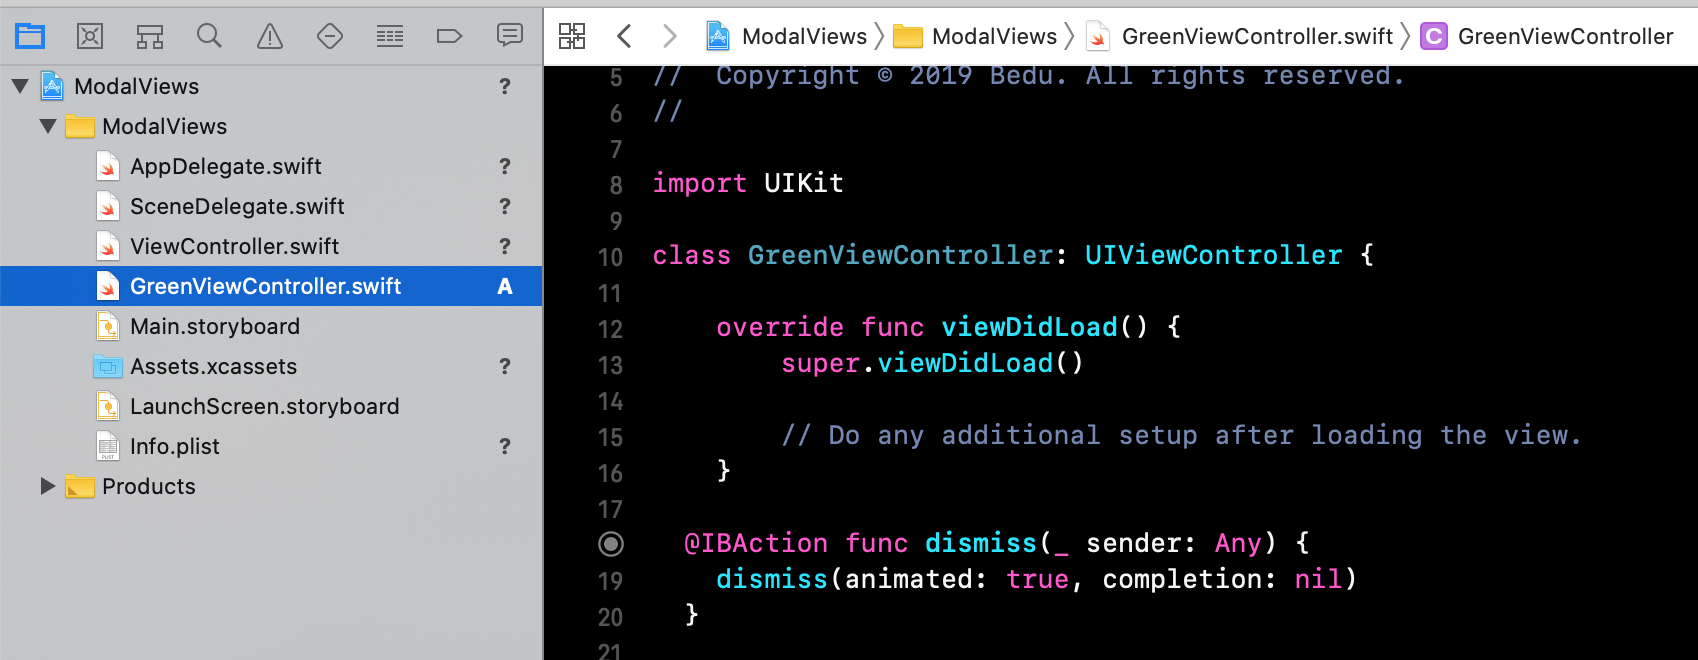 ModalViews ModalViews GreenViewController.swift C GreenViewController
ModalViews ?
ModalViews
AppDelegate.swift ?
SceneDelegate.swift ?
ViewController.swift ?
GreenViewController.swift A
Main.storyboard
Assets.xcassets ?
LaunchScreen.storyboard
Info.plist ?
Products
5 //  Copyright © 2019 Bedu. All rights reserved.
6 //
7
8 import UIKit
9
10 class GreenViewController: UIViewController {
11
12     override func viewDidLoad() {
13         super.viewDidLoad()
14
15         // Do any additional setup after loading the view.
16     }
17
@IBAction func dismiss(_ sender: Any) {
19     dismiss(animated: true, completion: nil)
20   }
21